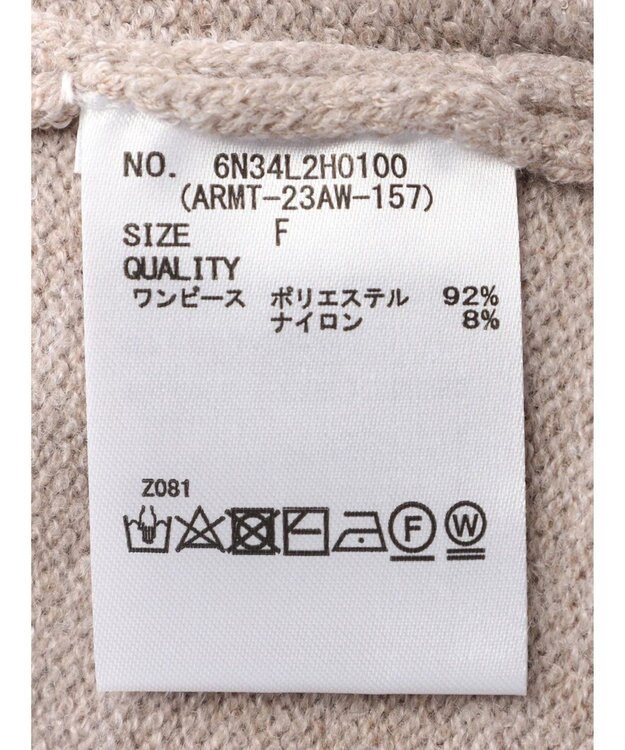 NO. 6N34L2H0100
(ARMT-23AW-157)
SIZE F
QUALITY
ワンピース ポリエステル 92%
ナイロン 8%
Z081
F W